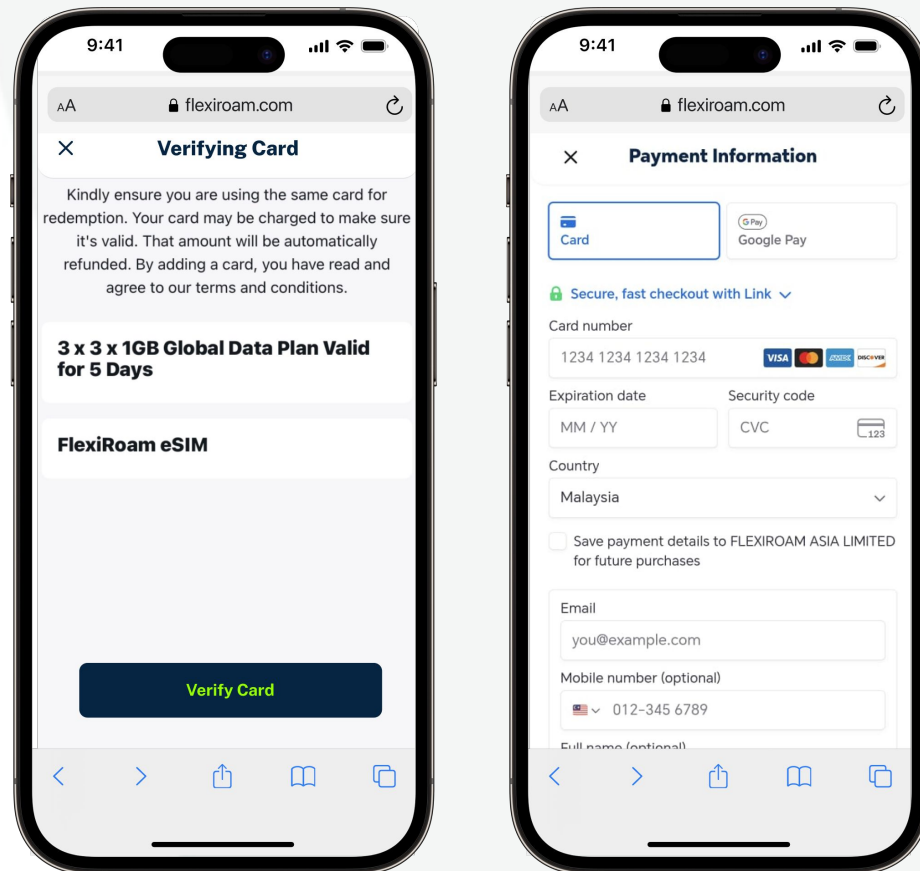 9:41
AA flexiroam.com
Verifying Card
Kindly ensure you are using the same card for
redemption. Your card may be charged to make sure
it's valid. That amount will be automatically
refunded. By adding a card, you have read and
agree to our terms and conditions.
3 x 3 x 1GB Global Data Plan Valid
for 5 Days
FlexiRoam eSIM
Verify Card
9:41
AA flexiroam.com
Payment Information
G Pay
Card Google Pay
Secure, fast checkout with Link
Card number
1234 1234 1234 1234 VISA AMEX DISCOVER
Expiration date Security code
MM / YY CVC 123
Country
Malaysia
Save payment details to FLEXIROAM ASIA LIMITED
for future purchases
Email
you@example.com
Mobile number (optional)
012-345 6789
Full name (optional)